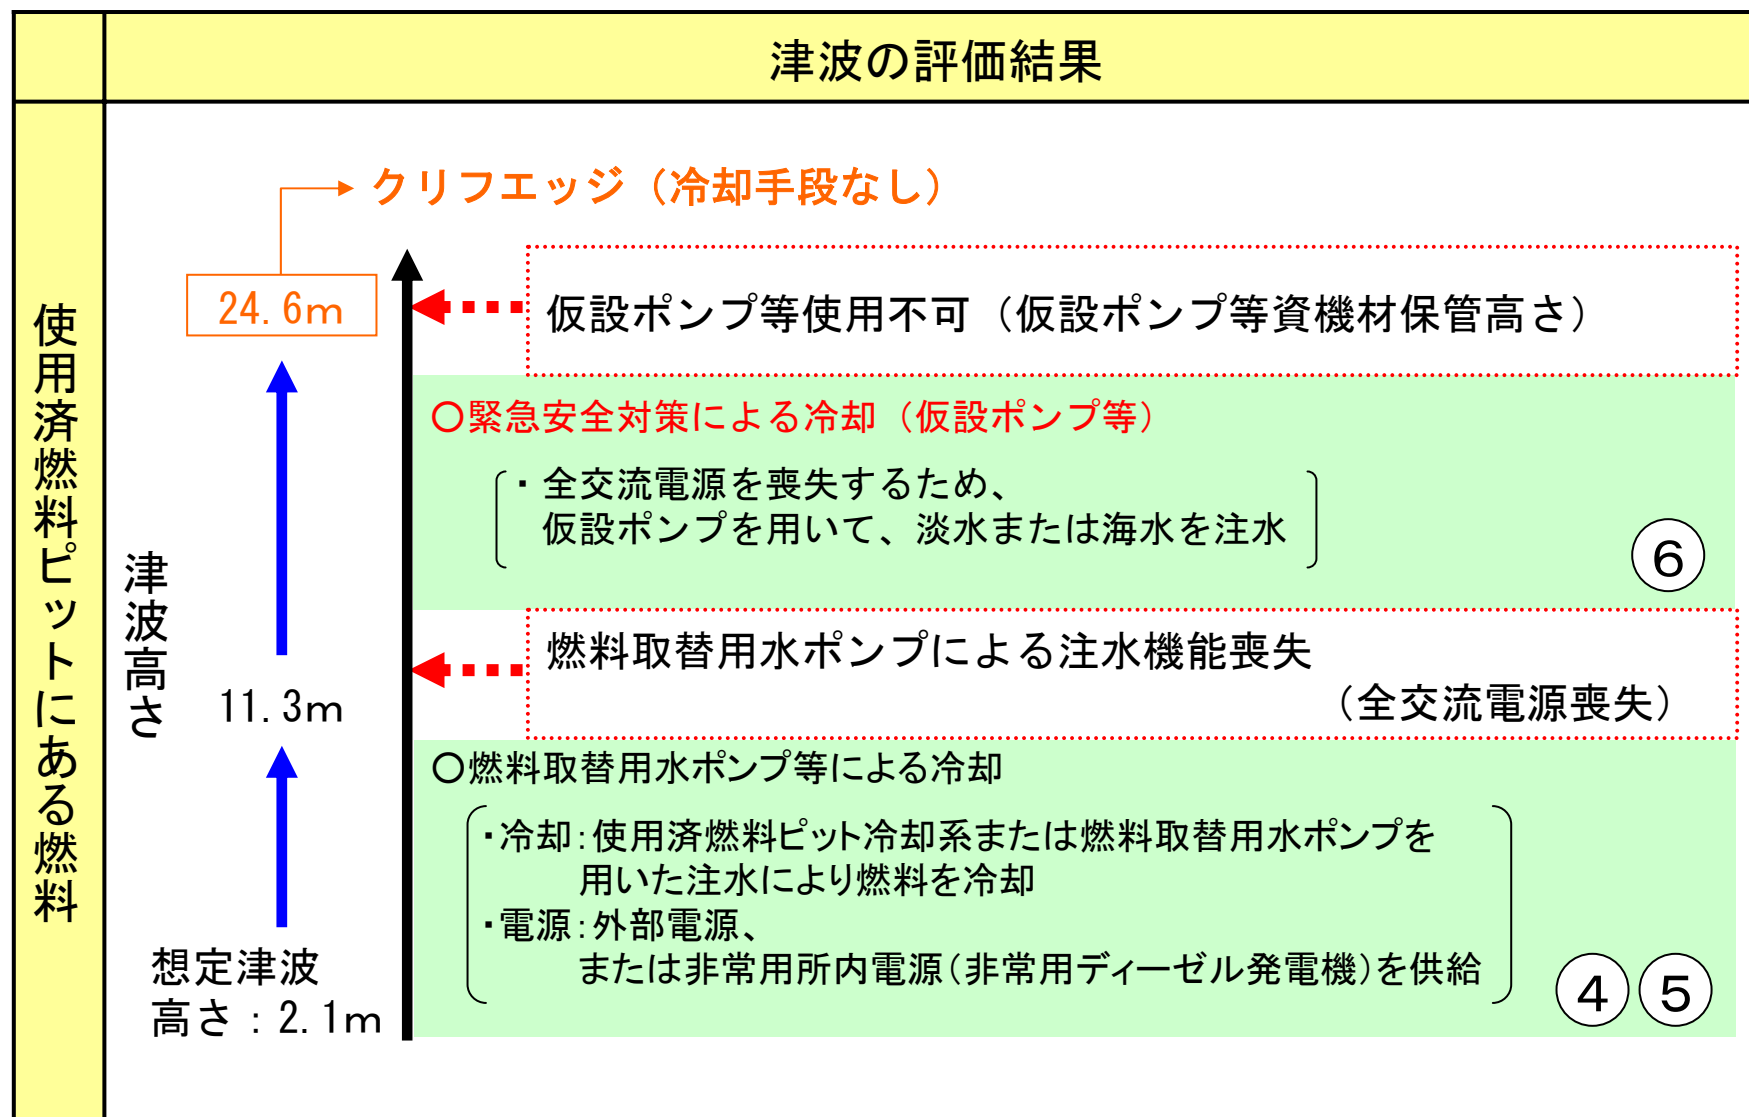 津波の評価結果
使用済燃料ピットにある燃料
クリフエッジ（冷却手段なし）
24.6m
仮設ポンプ等使用不可（仮設ポンプ等資機材保管高さ）
○緊急安全対策による冷却（仮設ポンプ等）
・全交流電源を喪失するため、
仮設ポンプを用いて、淡水または海水を注水
⑥
津波高さ
燃料取替用水ポンプによる注水機能喪失
（全交流電源喪失）
11.3m
○燃料取替用水ポンプ等による冷却
・冷却：使用済燃料ピット冷却系または燃料取替用水ポンプを
用いた注水により燃料を冷却
・電源：外部電源、
または非常用所内電源（非常用ディーゼル発電機）を供給
④⑤
想定津波
高さ：2.1m